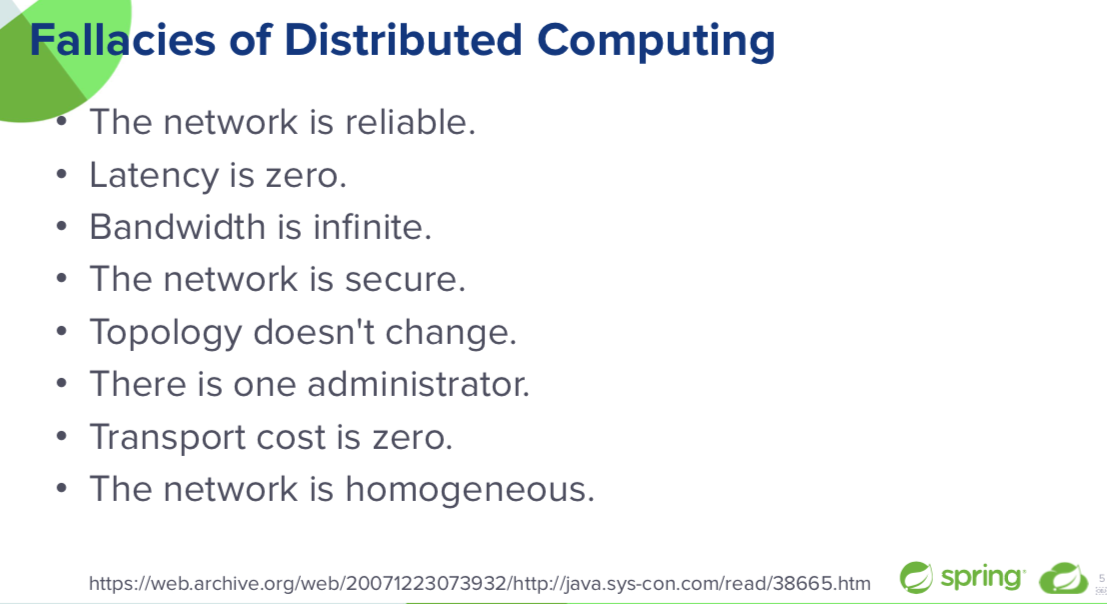 Fallacies of Distributed Computing
• The network is reliable.
• Latency is zero.
• Bandwidth is infinite.
• The network is secure.
• Topology doesn't change.
• There is one administrator.
• Transport cost is zero.
• The network is homogeneous.
https://web.archive.org/web/20071223073932/http://java.sys-con.com/read/38665.htm
spring
5